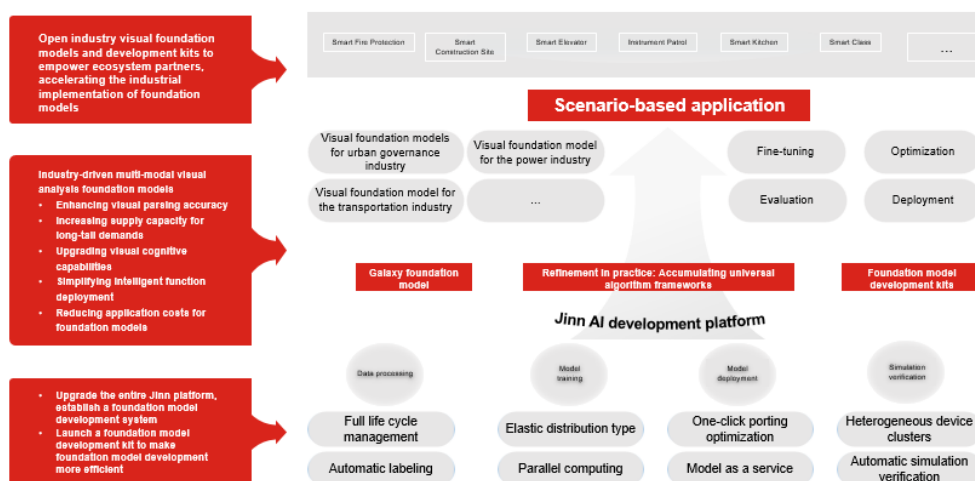 Open industry visual foundation
models and development kits to
empower ecosystem partners,
accelerating the industrial
implementation of foundation
models
Smart Fire Protection
Smart
Construction Site
Smart Elevator
Instrument Patrol
Smart Kitchen
Smart Class
...
Scenario-based application
Industry-driven multi-modal visual
analysis foundation models
• Enhancing visual parsing accuracy
• Increasing supply capacity for
long-tail demands
• Upgrading visual cognitive
capabilities
• Simplifying intelligent function
deployment
• Reducing application costs for
foundation models
Visual foundation models
for urban governance
industry
Visual foundation model
for the power industry
Visual foundation model for
the transportation industry
...
Fine-tuning
Optimization
Evaluation
Deployment
Galaxy foundation
model
Refinement in practice: Accumulating universal
algorithm frameworks
Foundation model
development kits
Jinn AI development platform
• Upgrade the entire Jinn platform,
establish a foundation model
development system
• Launch a foundation model
development kit to make
foundation model development
more efficient
Data processing
Model
training
Model
deployment
Simulation
verification
Full life cycle
management
Elastic distribution type
One-click porting
optimization
Heterogeneous device
clusters
Automatic labeling
Parallel computing
Model as a service
Automatic simulation
verification